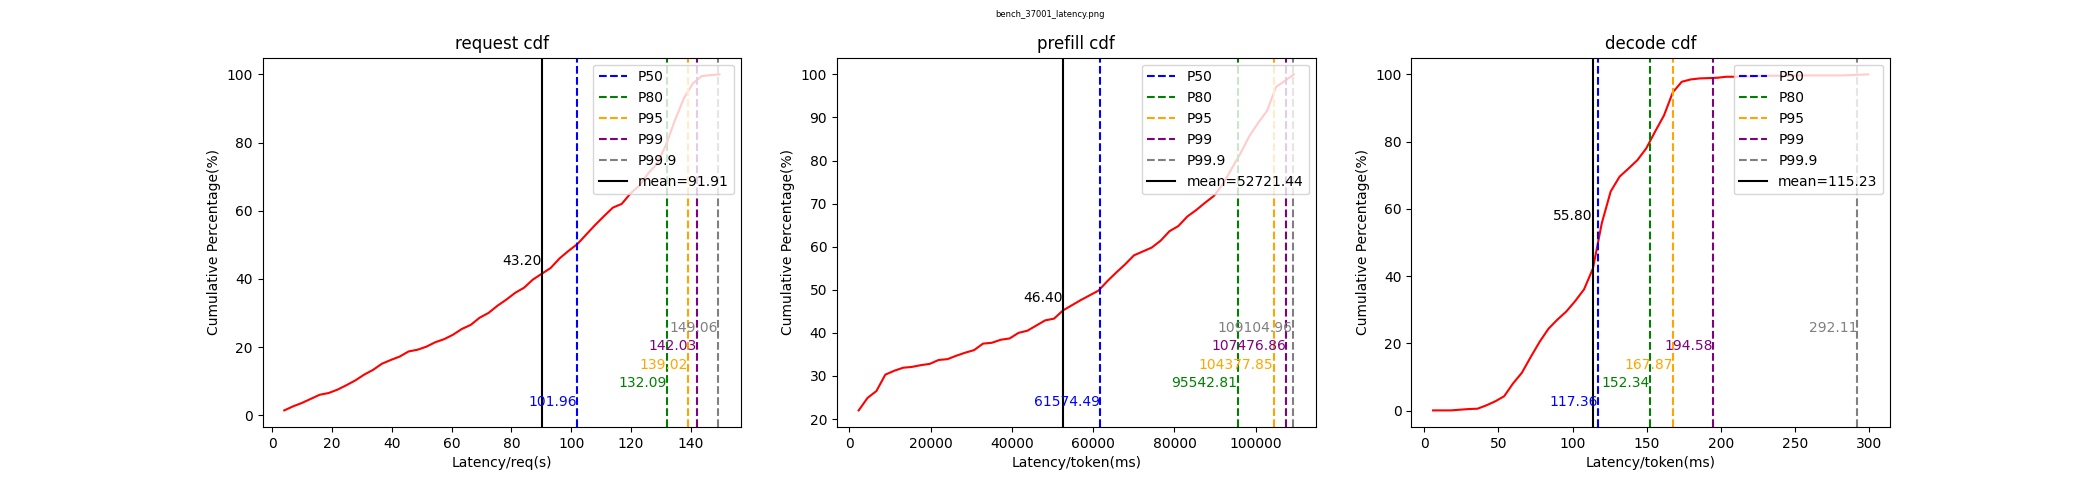 bench_37001_latency.png
request cdf
Cumulative Percentage(%)
100
80
60
40
20
0
P50
P80
P95
P99
P99.9
mean=91.91
43.20
149.06
142.03
139.02
132.09
101.96
0 20 40 60 80 100 120 140
Latency/req(s)
prefill cdf
Cumulative Percentage(%)
100
90
80
70
60
50
40
30
20
P50
P80
P95
P99
P99.9
mean=52721.44
46.40
109104.96
107476.86
104377.85
95542.81
61574.49
0 20000 40000 60000 80000 100000
Latency/token(ms)
decode cdf
Cumulative Percentage(%)
100
80
60
40
20
0
P50
P80
P95
P99
P99.9
mean=115.23
55.80
292.11
194.58
167.87
152.34
117.36
0 50 100 150 200 250 300
Latency/token(ms)